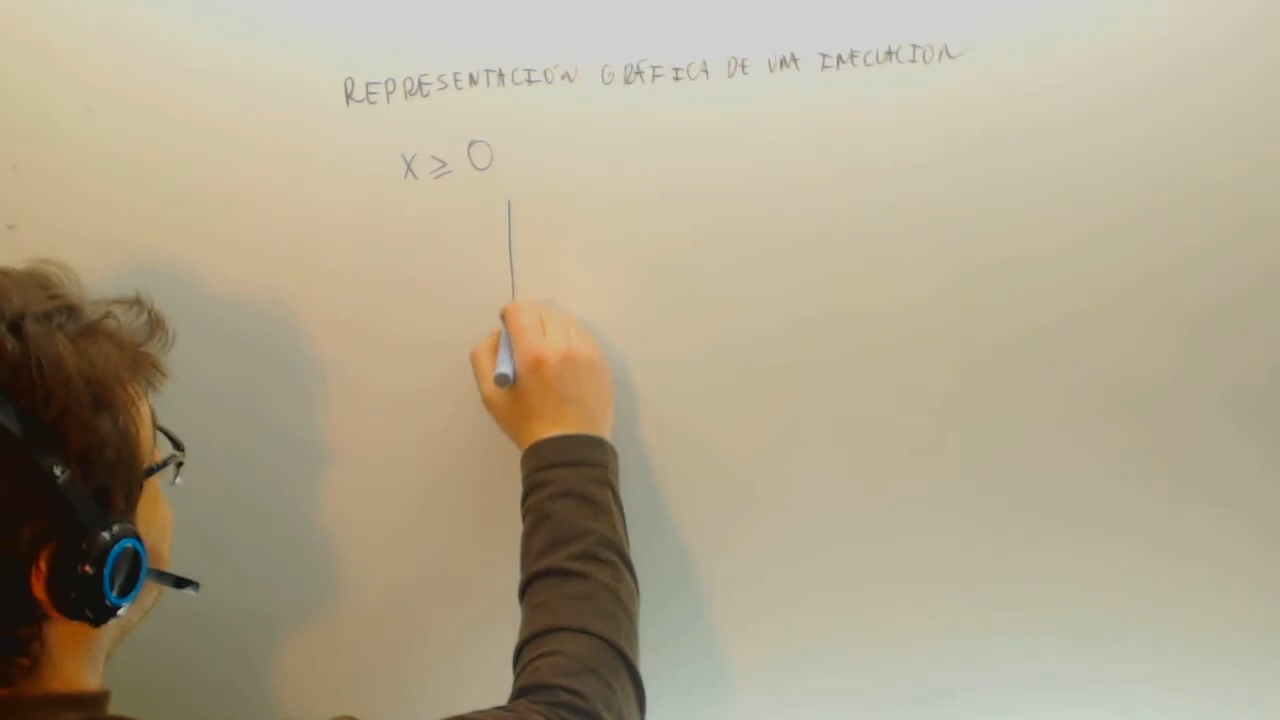 REPRESENTACIÓN GRÁFICA DE UNA INECUACION
X ≥ 0